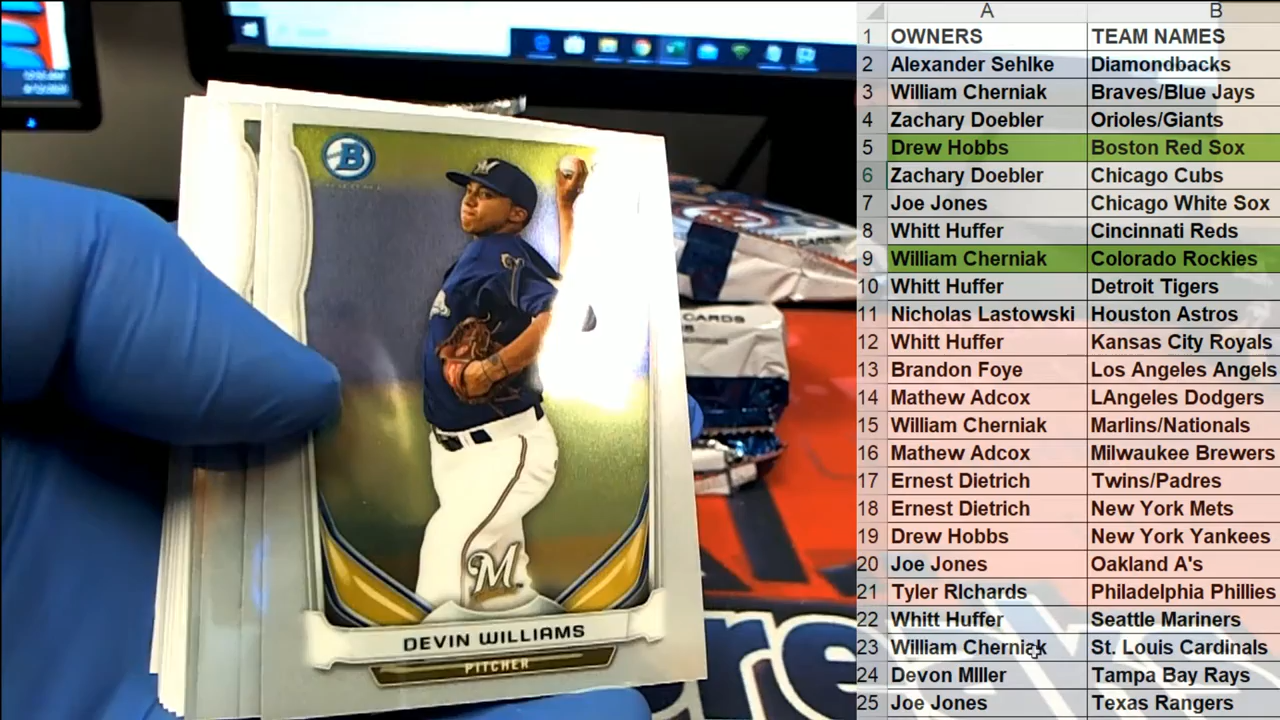 B
M
DEVIN WILLIAMS
PITCHER
CARDS
CARDS
A B
1 OWNERS TEAM NAMES
2 Alexander Sehlke Diamondbacks
3 William Cherniak Braves/Blue Jays
4 Zachary Doebler Orioles/Giants
5 Drew Hobbs Boston Red Sox
6 Zachary Doebler Chicago Cubs
7 Joe Jones Chicago White Sox
8 Whitt Huffer Cincinnati Reds
9 William Cherniak Colorado Rockies
10 Whitt Huffer Detroit Tigers
11 Nicholas Lastowski Houston Astros
12 Whitt Huffer Kansas City Royals
13 Brandon Foye Los Angeles Angels
14 Mathew Adcox LAngeles Dodgers
15 William Cherniak Marlins/Nationals
16 Mathew Adcox Milwaukee Brewers
17 Ernest Dietrich Twins/Padres
18 Ernest Dietrich New York Mets
19 Drew Hobbs New York Yankees
20 Joe Jones Oakland A's
21 Tyler RIchards Philadelphia Phillies
22 Whitt Huffer Seattle Mariners
23 William Cherniak St. Louis Cardinals
24 Devon MIller Tampa Bay Rays
25 Joe Jones Texas Rangers